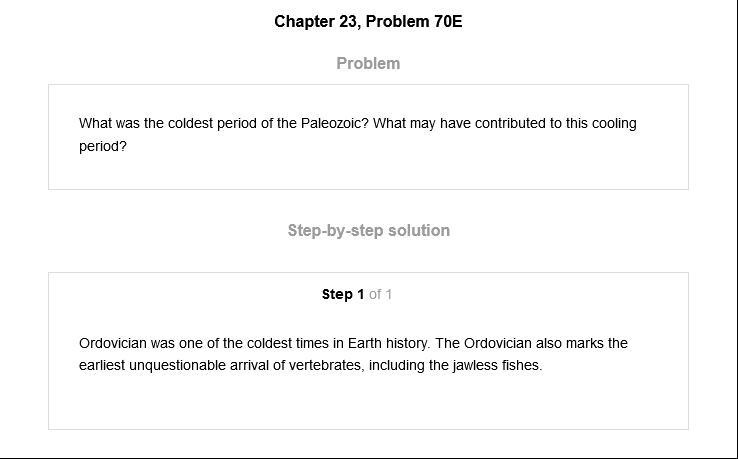 Chapter 23, Problem 70E
Problem
What was the coldest period of the Paleozoic? What may have contributed to this cooling
period?
Step-by-step solution
Step 1 of 1
Ordovician was one of the coldest times in Earth history. The Ordovician also marks the
earliest unquestionable arrival of vertebrates, including the jawless fishes.